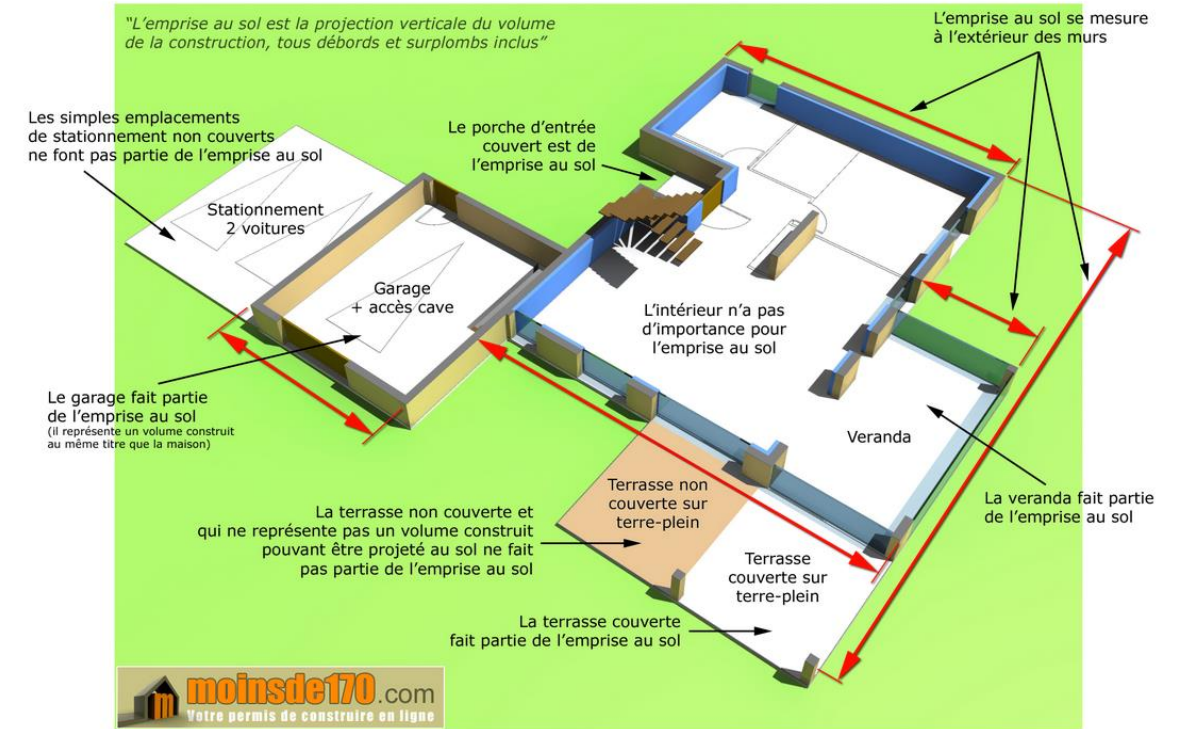 “L’emprise au sol est la projection verticale du volume
de la construction, tous débords et surplombs inclus”
L’emprise au sol se mesure
à l’extérieur des murs
Les simples emplacements
de stationnement non couverts
ne font pas partie de l’emprise au sol
Le porche d’entrée
couvert est de
l’emprise au sol
Stationnement
2 voitures
Garage
+ accès cave
L’intérieur n’a pas
d’importance pour
l’emprise au sol
Le garage fait partie
de l’emprise au sol
(il représente un volume construit
au même titre que la maison)
Veranda
La veranda fait partie
de l’emprise au sol
Terrasse non
couverte sur
terre-plein
La terrasse non couverte et
qui ne représente pas un volume construit
pouvant être projeté au sol ne fait
pas partie de l’emprise au sol
Terrasse
couverte sur
terre-plein
La terrasse couverte
fait partie de l’emprise au sol
m
moinsde170.com
Votre permis de construire en ligne